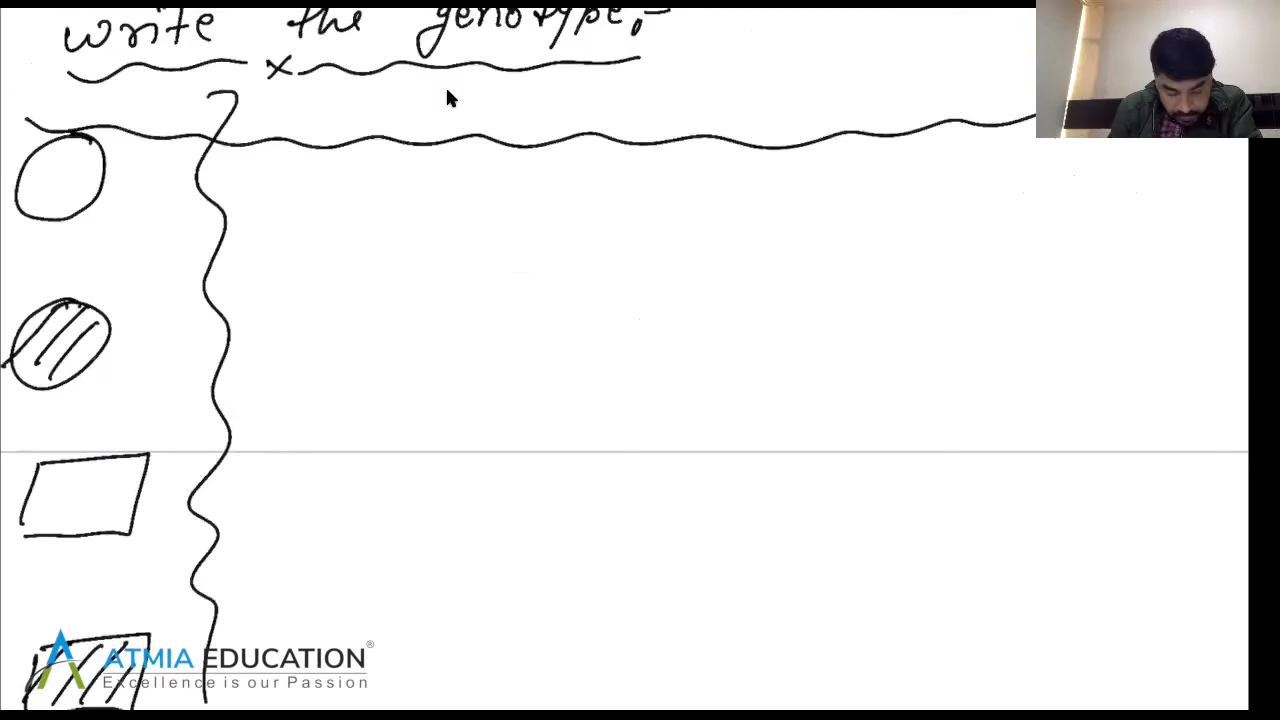 write the genotype.-
ATMIA EDUCATION®
Excellence is our Passion